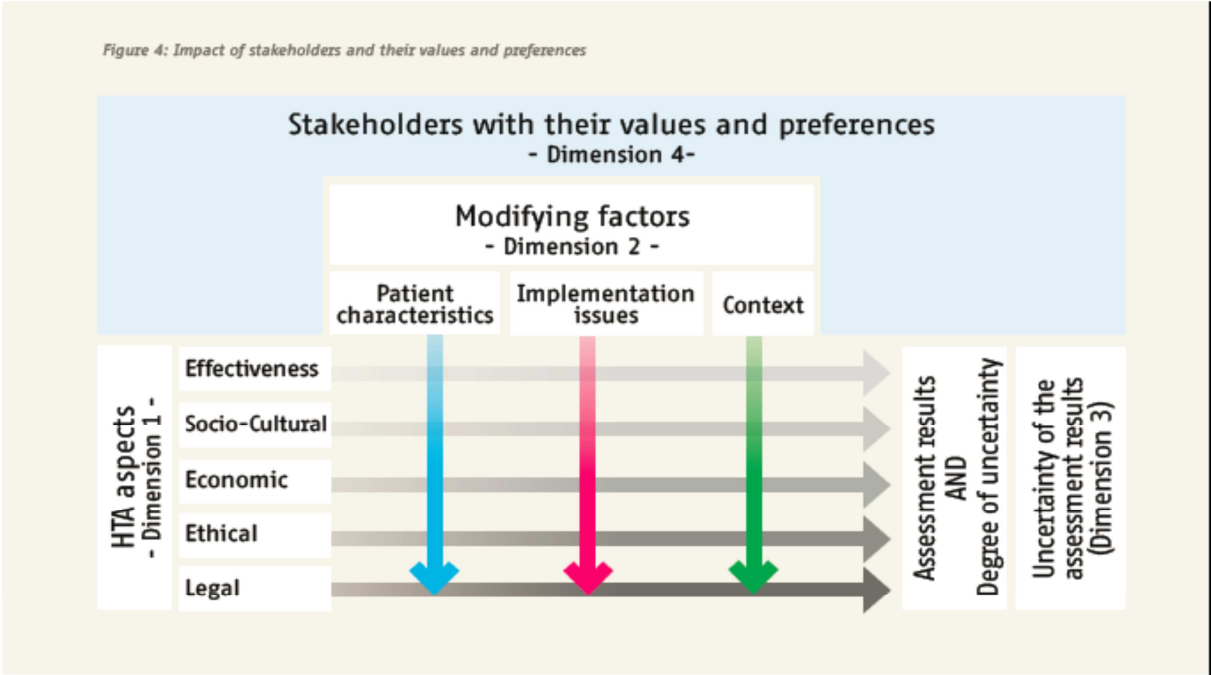 Figure 4: Impact of stakeholders and their values and preferences
Stakeholders with their values and preferences
- Dimension 4-
Modifying factors
- Dimension 2 -
Patient
characteristics
Implementation
issues
Context
HTA aspects
- Dimension 1 -
Effectiveness
Socio-Cultural
Economic
Ethical
Legal
Assessment results
AND
Degree of uncertainty
Uncertainty of the
assessment results
(Dimension 3)